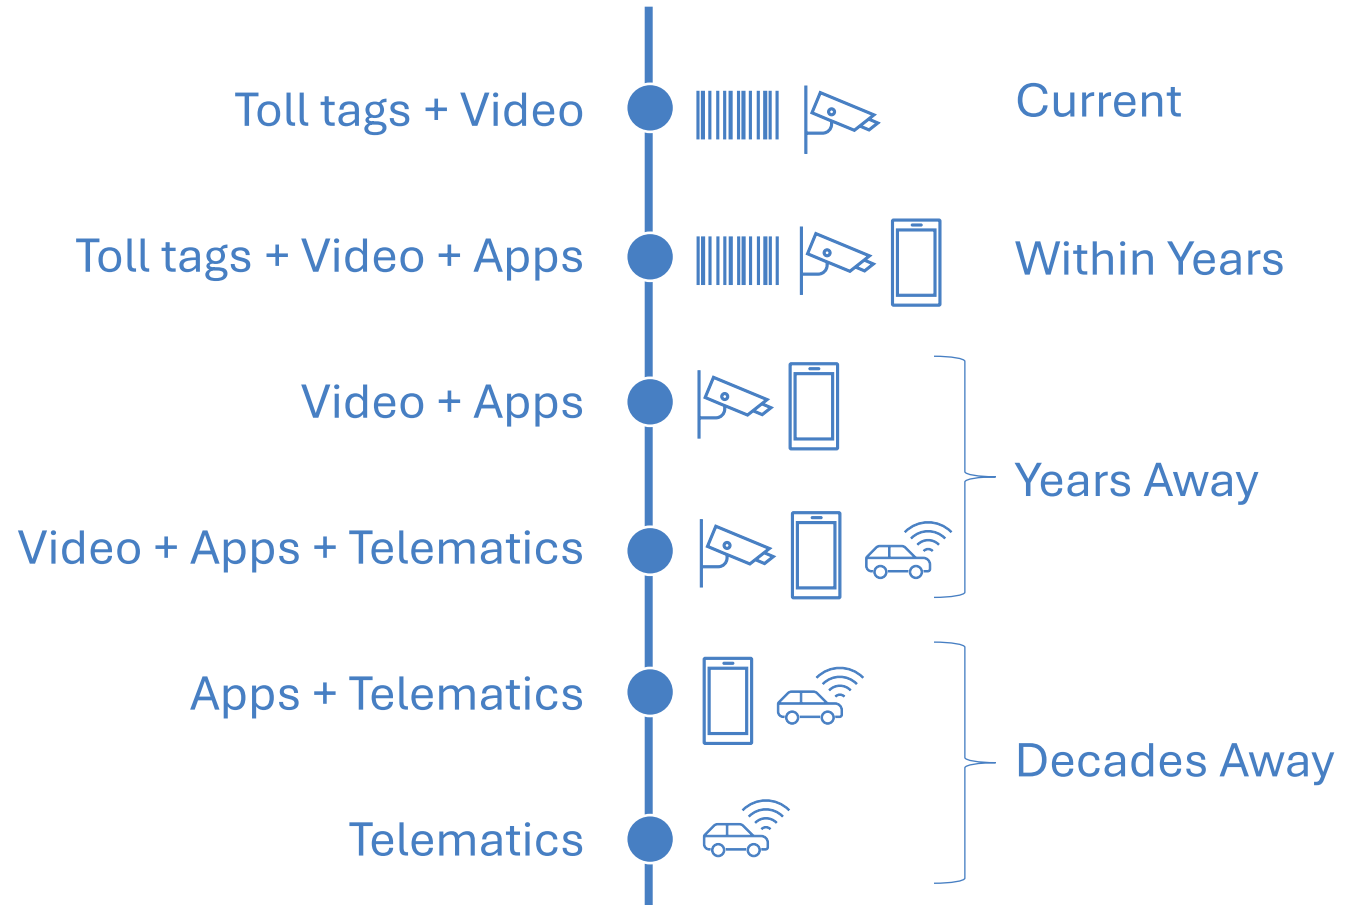 Toll tags + Video
Current
Toll tags + Video + Apps
Within Years
Video + Apps
Years Away
Video + Apps + Telematics
Apps + Telematics
Decades Away
Telematics